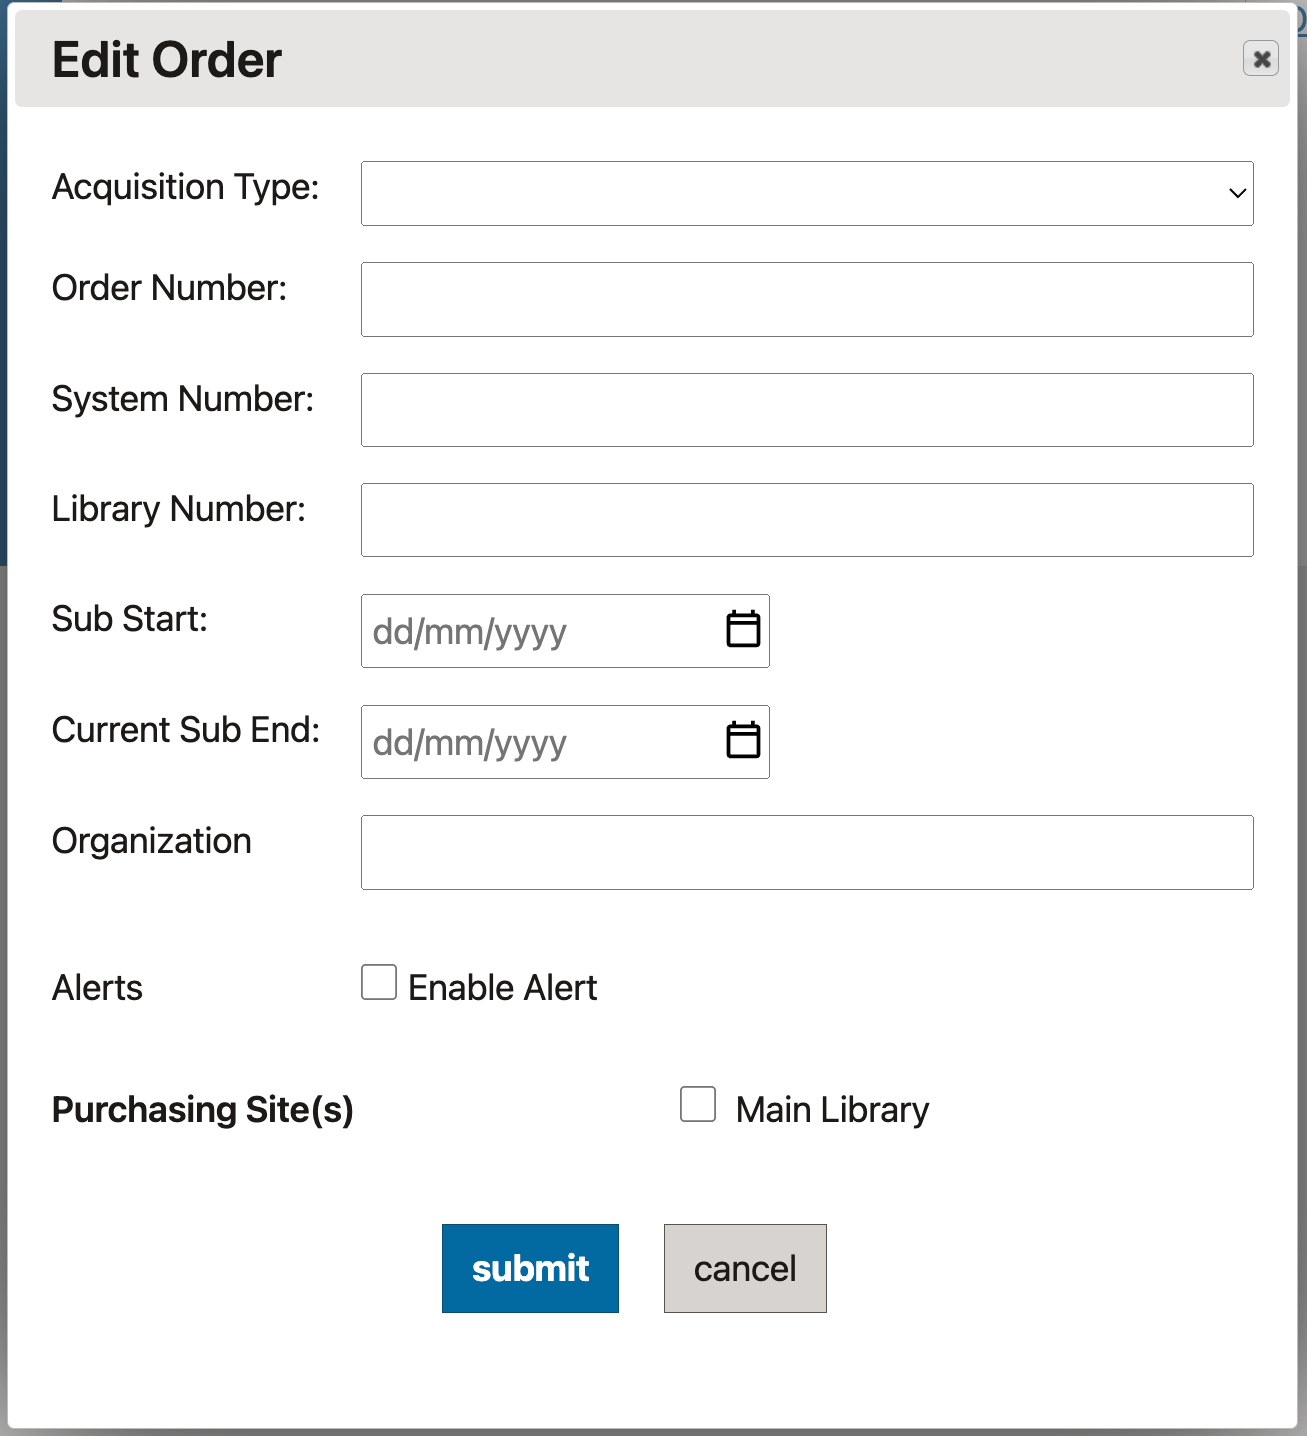 Edit Order
Acquisition Type:
Order Number:
System Number:
Library Number:
Sub Start: dd/mm/yyyy
Current Sub End: dd/mm/yyyy
Organization
Alerts Enable Alert
Purchasing Site(s) Main Library
submit cancel